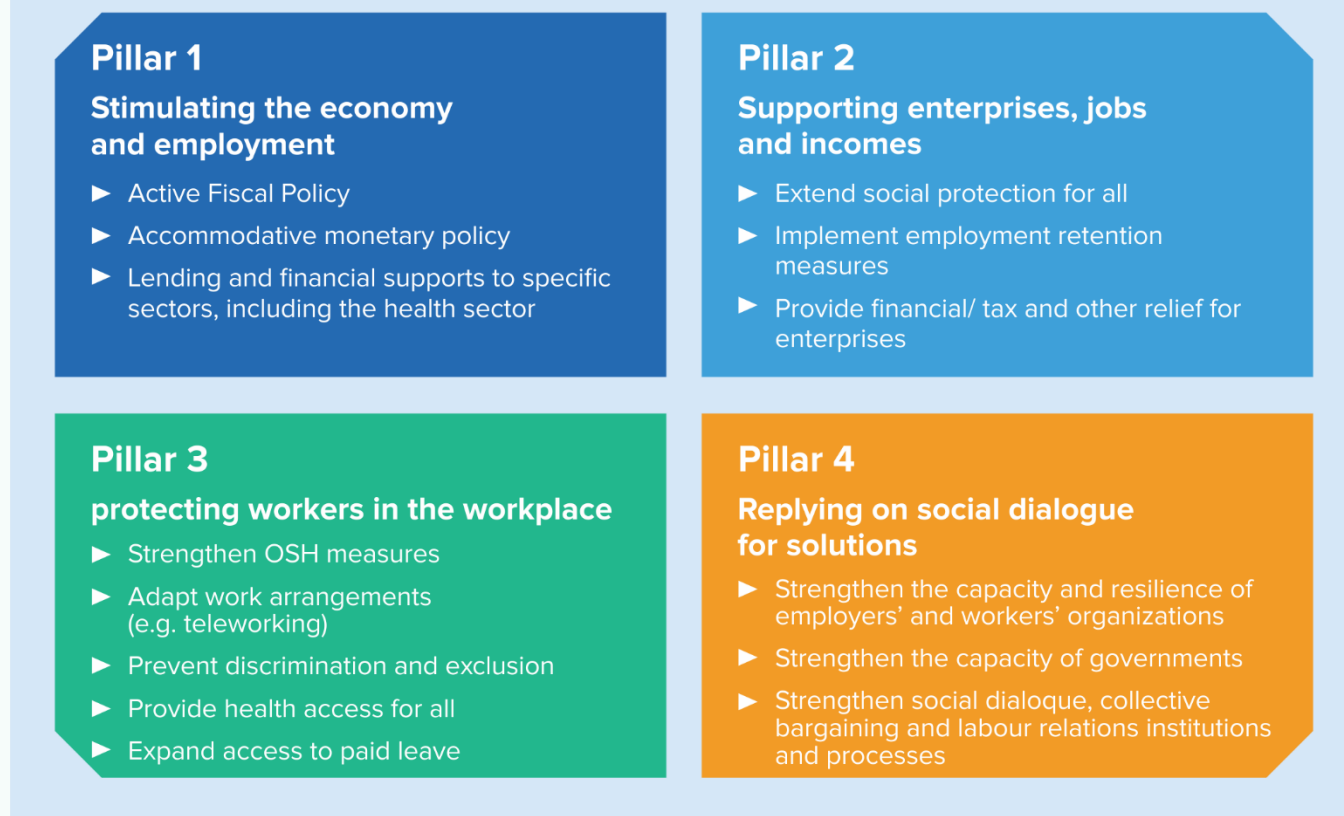 Pillar 1
Stimulating the economy
and employment
► Active Fiscal Policy
► Accommodative monetary policy
► Lending and financial supports to specific
sectors, including the health sector
Pillar 2
Supporting enterprises, jobs
and incomes
► Extend social protection for all
► Implement employment retention
measures
► Provide financial/ tax and other relief for
enterprises
Pillar 3
protecting workers in the workplace
► Strengthen OSH measures
► Adapt work arrangements
(e.g. teleworking)
► Prevent discrimination and exclusion
► Provide health access for all
► Expand access to paid leave
Pillar 4
Replying on social dialogue
for solutions
► Strengthen the capacity and resilience of
employers’ and workers’ organizations
► Strengthen the capacity of governments
► Strengthen social dialoque, collective
bargaining and labour relations institutions
and processes